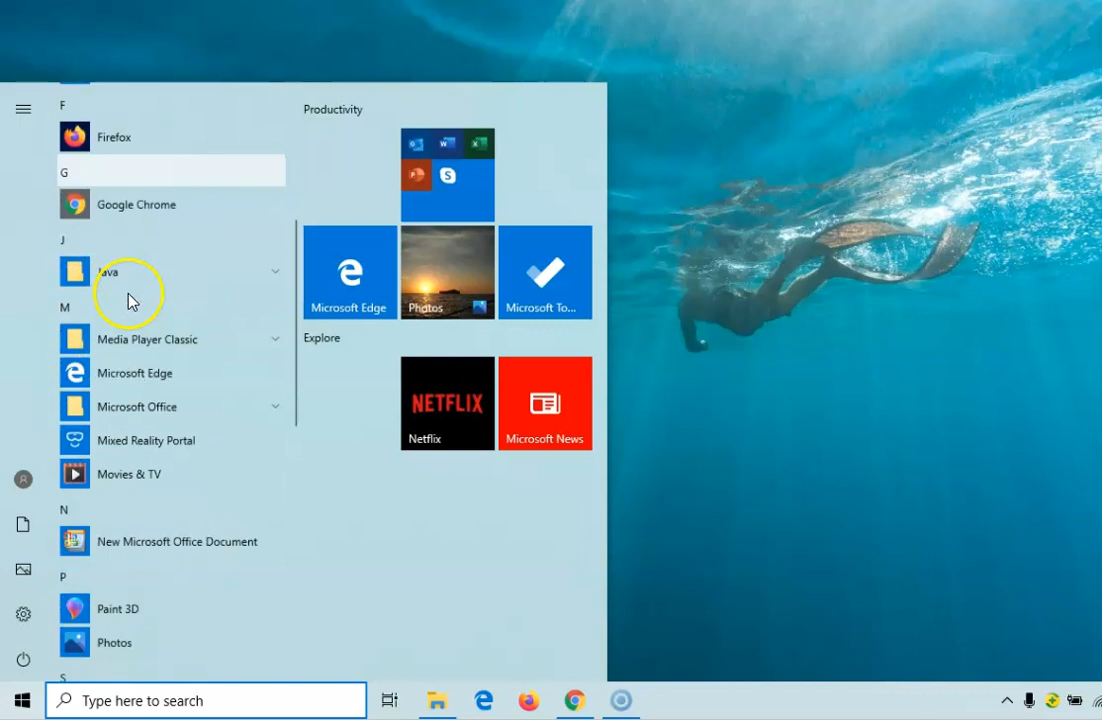 F
Firefox
G
Google Chrome
J
Java
M
Media Player Classic
Microsoft Edge
Microsoft Office
Mixed Reality Portal
Movies & TV
N
New Microsoft Office Document
P
Paint 3D
Photos
S
Productivity
Microsoft Edge
Photos
Microsoft To...
Explore
NETFLIX
Netflix
Microsoft News
Type here to search